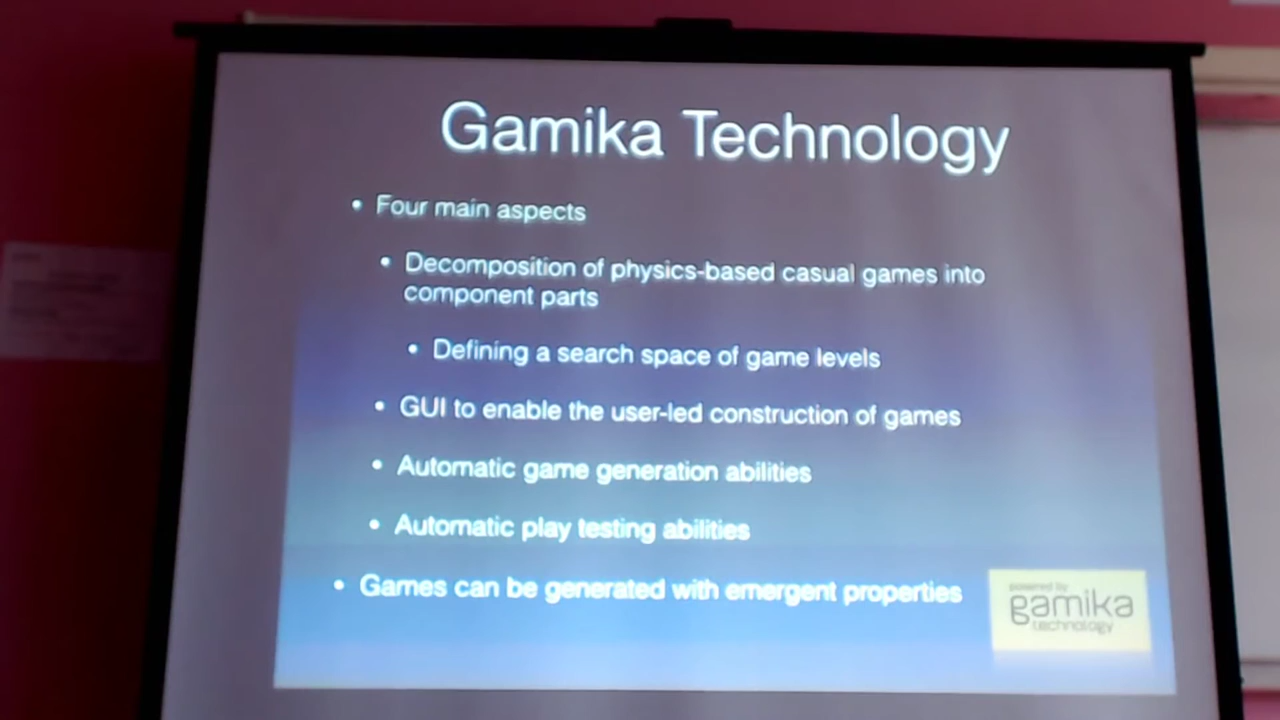 Gamika Technology
• Four main aspects
• Decomposition of physics-based casual games into
component parts
• Defining a search space of game levels
• GUI to enable the user-led construction of games
• Automatic game generation abilities
• Automatic play testing abilities
• Games can be generated with emergent properties
powered by
gamika
technology